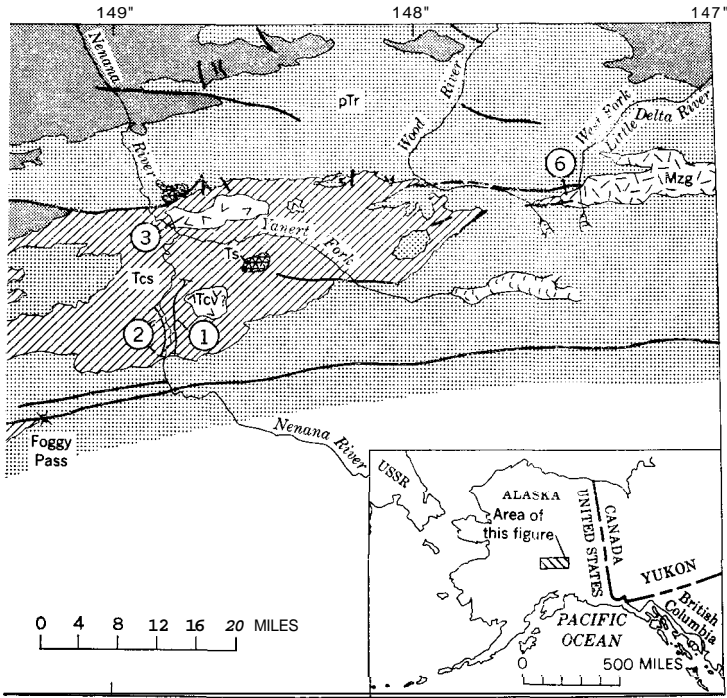 149° 148° 147°
Nenana
River
pTr
Wood
River
West Fork
Little Delta River
6
Mzg
3
Yanert Fork
Ts
Tcs
Tcv?
2
1
Foggy
Pass
Nenana River
0 4 8 12 16 20 MILES
USSR
ALASKA
Area of
this figure
CANADA
UNITED STATES
YUKON
British
Columbia
PACIFIC
OCEAN
0 500 MILES